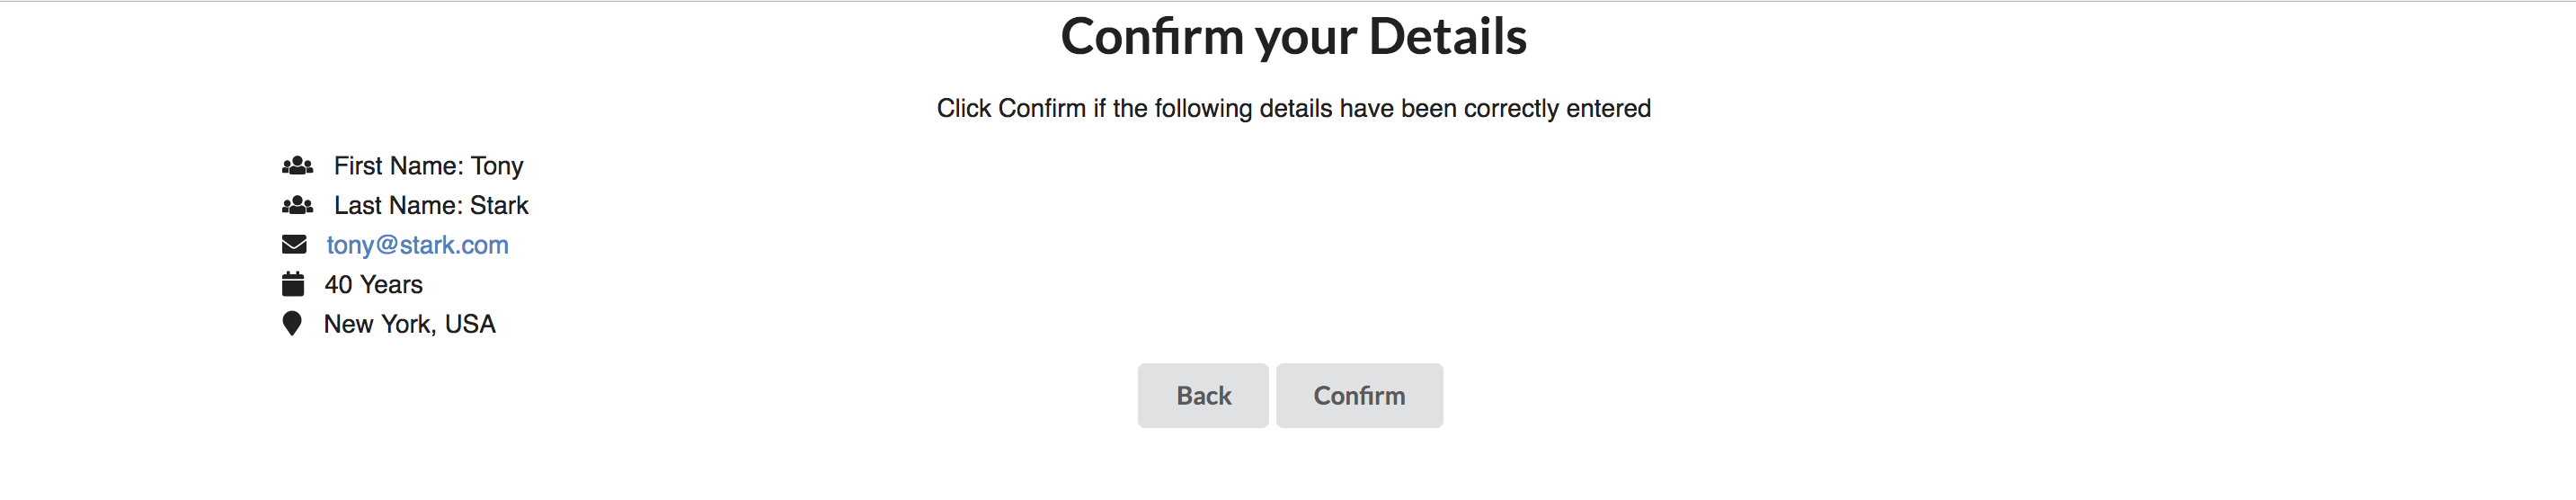 Confirm your Details
Click Confirm if the following details have been correctly entered
First Name: Tony
Last Name: Stark
tony@stark.com
40 Years
New York, USA
Back Confirm